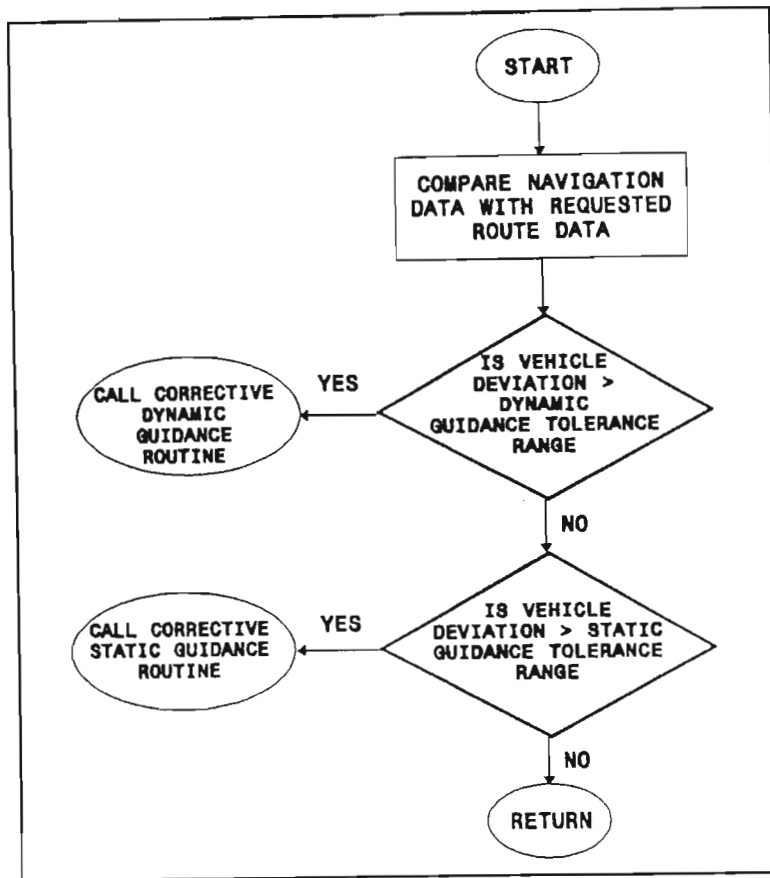 START
COMPARE NAVIGATION
DATA WITH REQUESTED
ROUTE DATA
IS VEHICLE
DEVIATION >
DYNAMIC
GUIDANCE TOLERANCE
RANGE
YES
CALL CORRECTIVE
DYNAMIC
GUIDANCE
ROUTINE
NO
IS VEHICLE
DEVIATION > STATIC
GUIDANCE TOLERANCE
RANGE
YES
CALL CORRECTIVE
STATIC GUIDANCE
ROUTINE
NO
RETURN